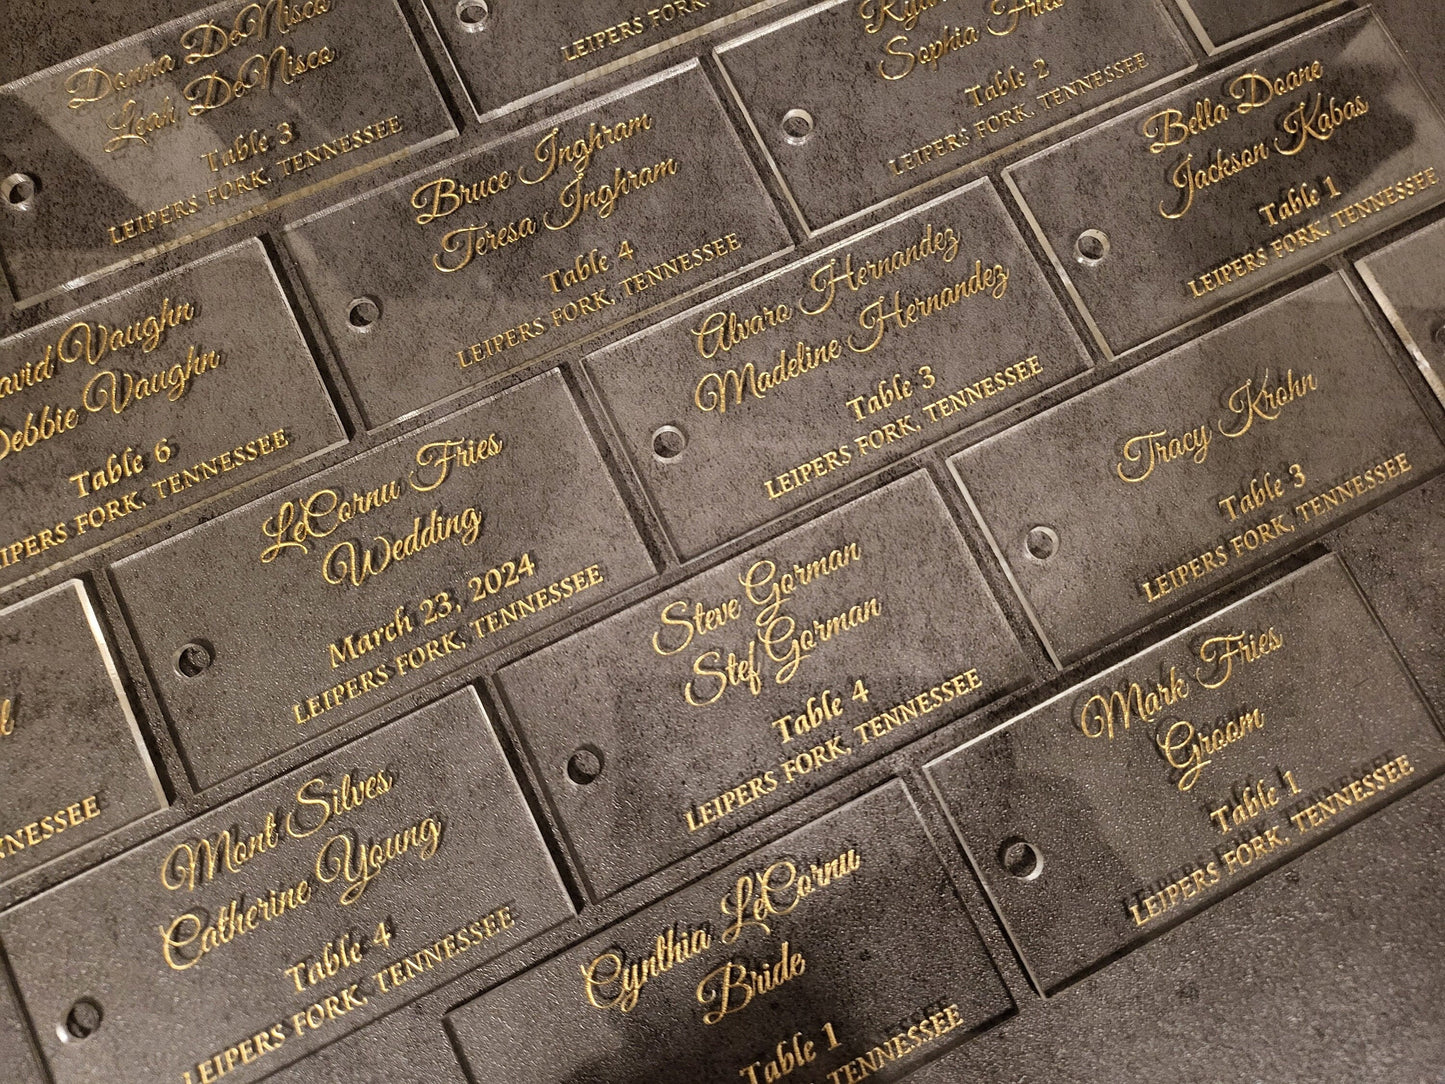 Donna DeNisco
Leah DeNisco
Table 3
LEIPERS FORK, TENNESSEE
LEIPERS FORK,
Sophia Fries
Table 2
LEIPERS FORK, TENNESSEE
Bruce Inghram
Teresa Inghram
Table 4
LEIPERS FORK, TENNESSEE
Bella Doane
Jackson Kabas
Table 1
LEIPERS FORK, TENNESSEE
David Vaughn
Debbie Vaughn
Table 6
LEIPERS FORK, TENNESSEE
Alvaro Hernandez
Madeline Hernandez
Table 3
LEIPERS FORK, TENNESSEE
LeCornu Fries
Wedding
March 23, 2024
LEIPERS FORK, TENNESSEE
Tracy Krohn
Table 3
LEIPERS FORK, TENNESSEE
Steve Gorman
Stef Gorman
Table 4
LEIPERS FORK, TENNESSEE
NNESSEE
Mark Fries
Groom
Table 1
LEIPERS FORK, TENNESSEE
Mont Silves
Catherine Young
Table 4
LEIPERS FORK, TENNESSEE
Cynthia LeCornu
Bride
Table 1
TENNESSEE